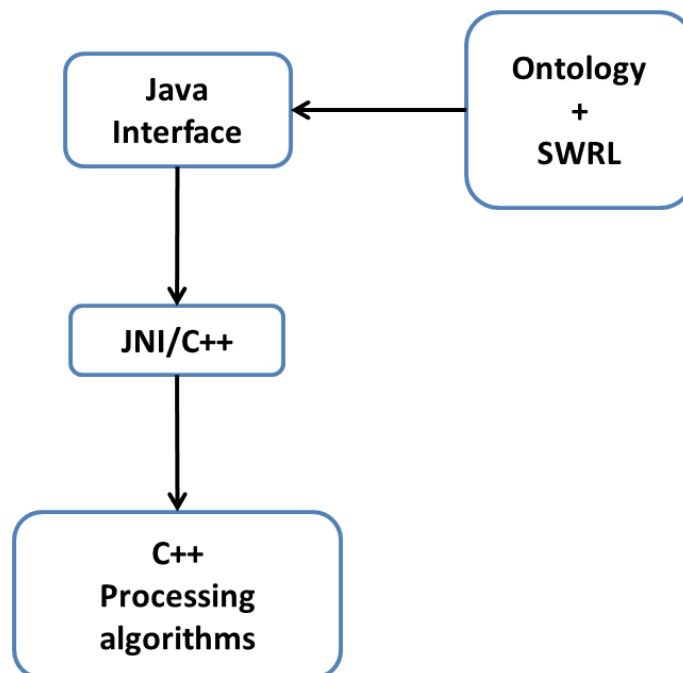 Java
Interface
Ontology
+
SWRL
JNI/C++
C++
Processing
algorithms